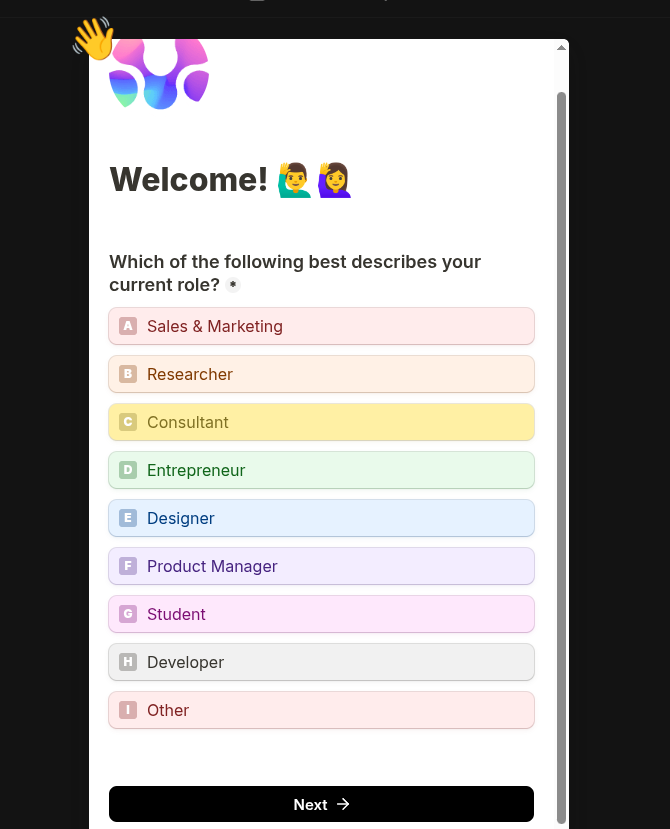 Welcome! 🙋‍♂️🙋‍♀️
Which of the following best describes your
current role? *
A Sales & Marketing
B Researcher
C Consultant
D Entrepreneur
E Designer
F Product Manager
G Student
H Developer
I Other
Next →